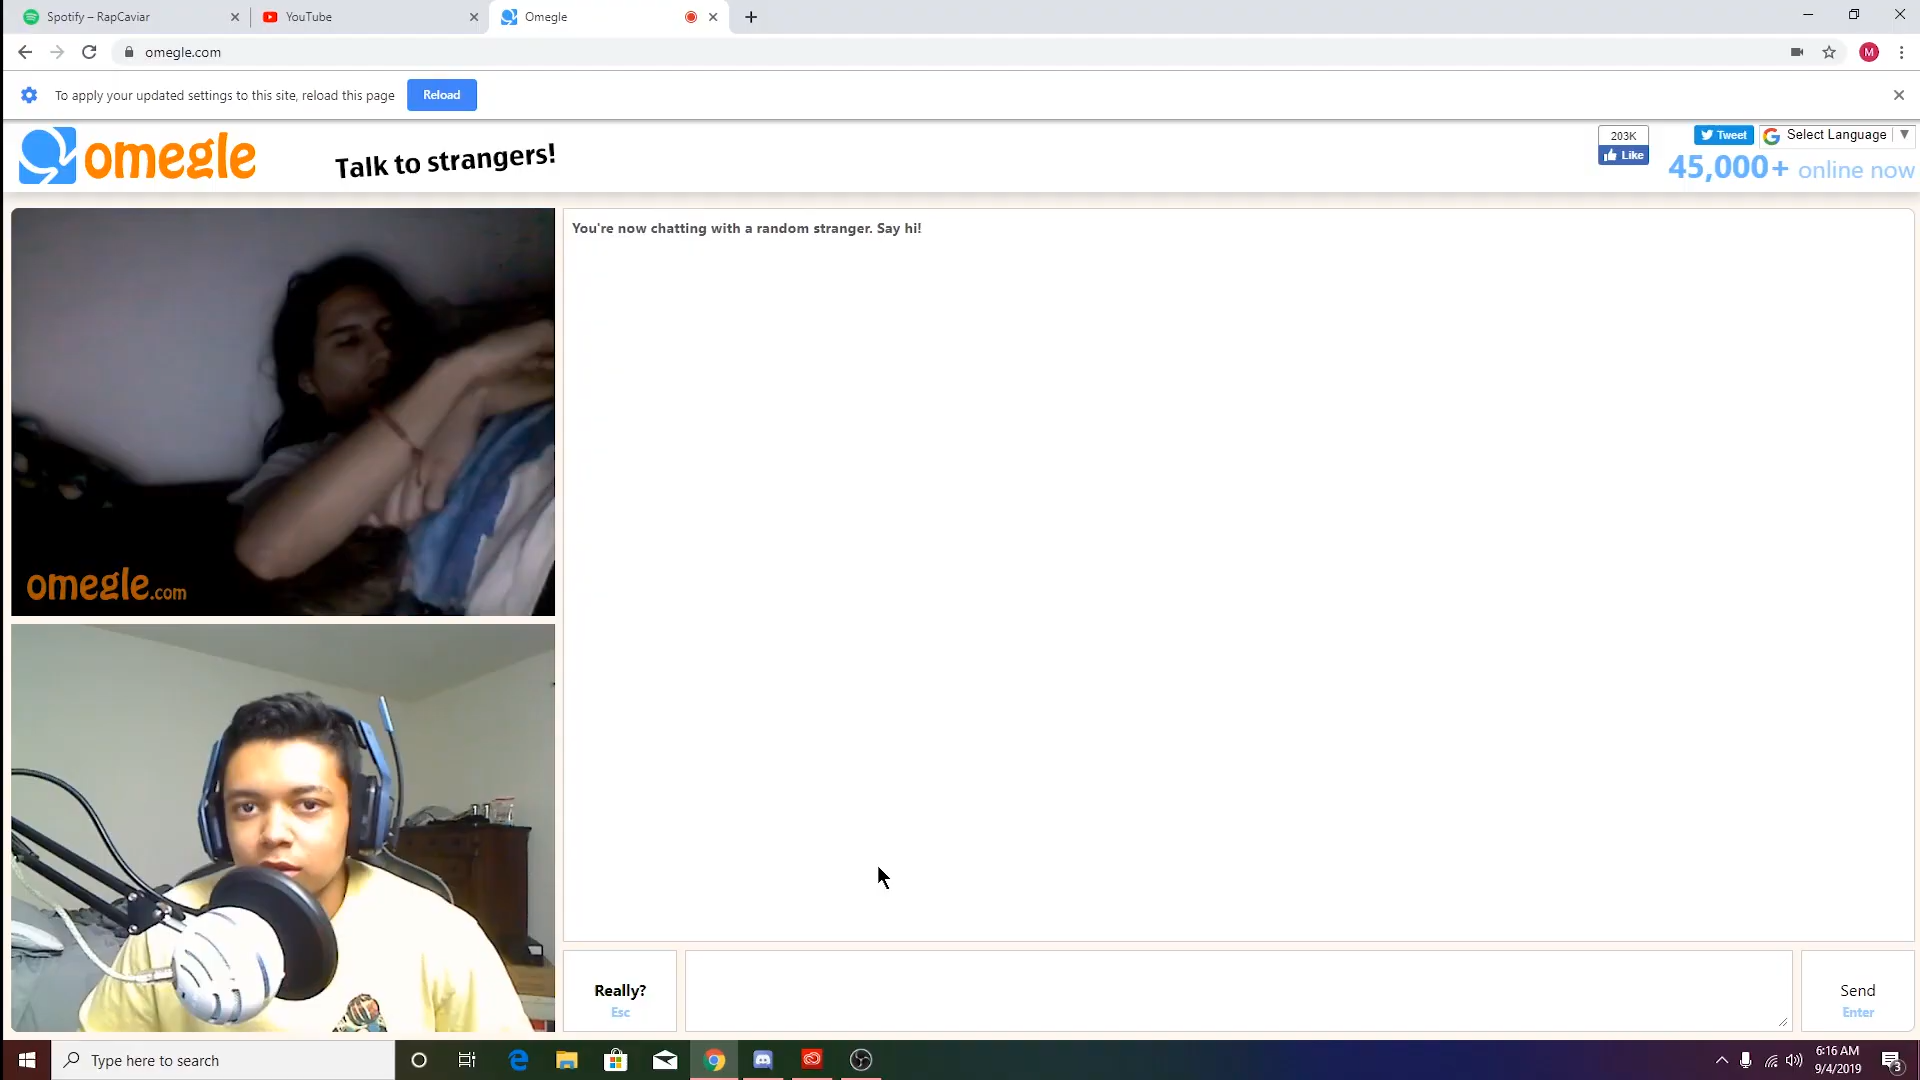 Spotify – RapCaviar
YouTube
Omegle
omegle.com
M
To apply your updated settings to this site, reload this page
Reload
omegle
Talk to strangers!
203K
Like
Tweet
Select Language
45,000+ online now
You're now chatting with a random stranger. Say hi!
omegle.com
Really?
Esc
Send
Enter
Type here to search
6:16 AM
9/4/2019
3